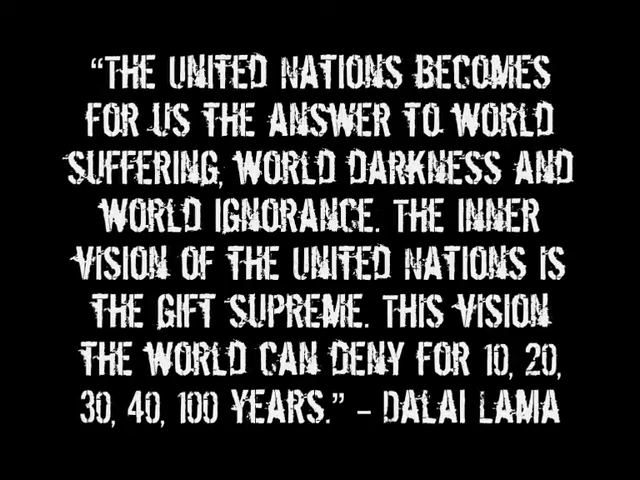 “THE UNITED NATIONS BECOMES
FOR US THE ANSWER TO WORLD
SUFFERING, WORLD DARKNESS AND
WORLD IGNORANCE. THE INNER
VISION OF THE UNITED NATIONS IS
THE GIFT SUPREME. THIS VISION
THE WORLD CAN DENY FOR 10, 20,
30, 40, 100 YEARS.” – DALAI LAMA